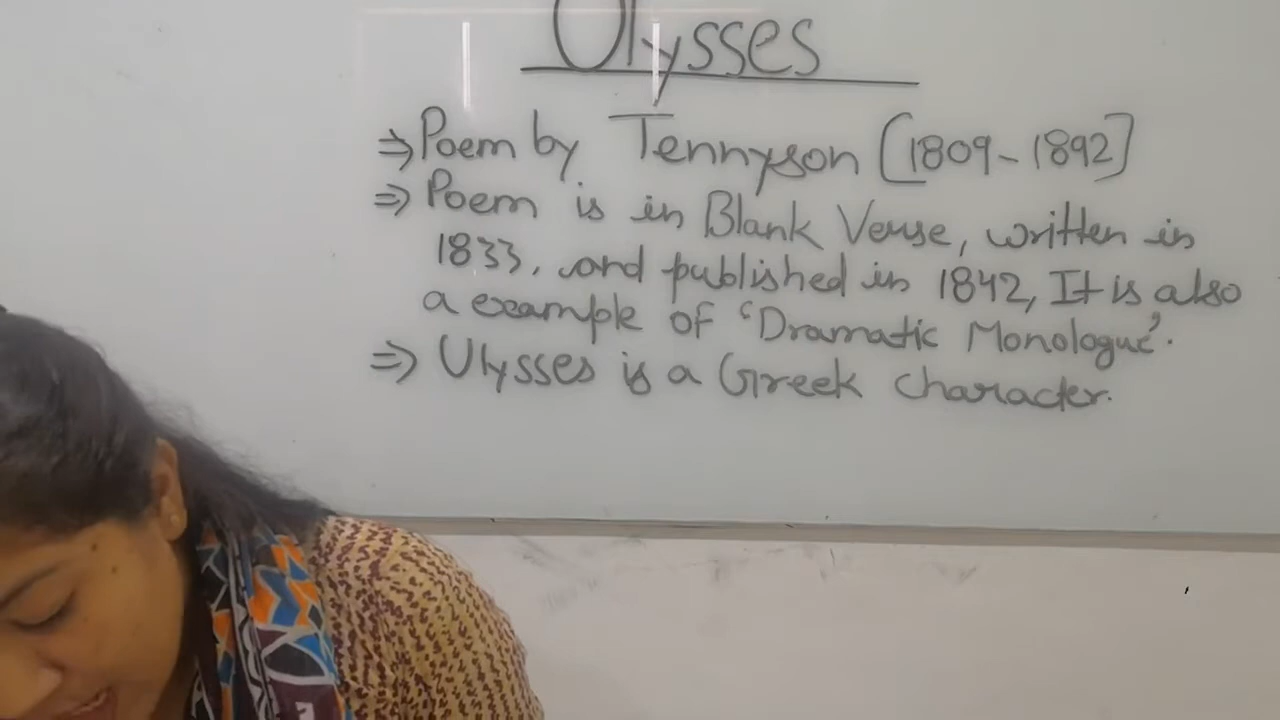 Ulysses
⇒ Poem by Tennyson [1809-1892]
⇒ Poem is in Blank Verse, written in
1833, and published in 1842, It is also
a example of ‘Dramatic Monologue’.
⇒ Ulysses is a Greek character.